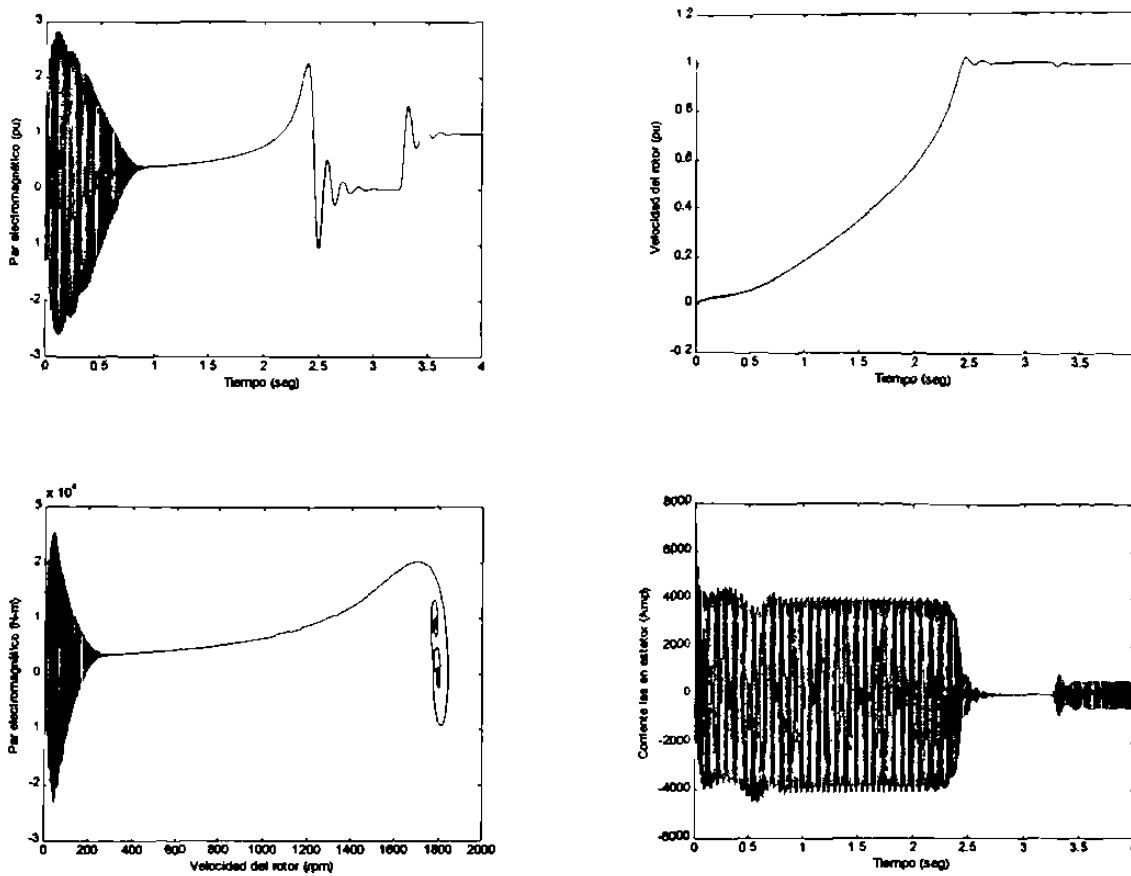 3
2
1
0
-1
-2
-3
Par electromagnético (pu)
0 0.5 1 1.5 2 2.5 3 3.5 4
Tiempo (seg)
1.2
1
0.8
0.6
0.4
0.2
0
-0.2
Velocidad del rotor (pu)
0 0.5 1 1.5 2 2.5 3 3.5
Tiempo (seg)
x 10
2
1
0
-1
-2
-3
Par electromagnético (N-m)
0 200 400 600 800 1000 1200 1400 1600 1800 2000
Velocidad del rotor (rpm)
8000
6000
4000
2000
0
-2000
-4000
-6000
Corriente fase en estator (Amp)
0 0.5 1 1.5 2 2.5 3 3.5
Tiempo (seg)